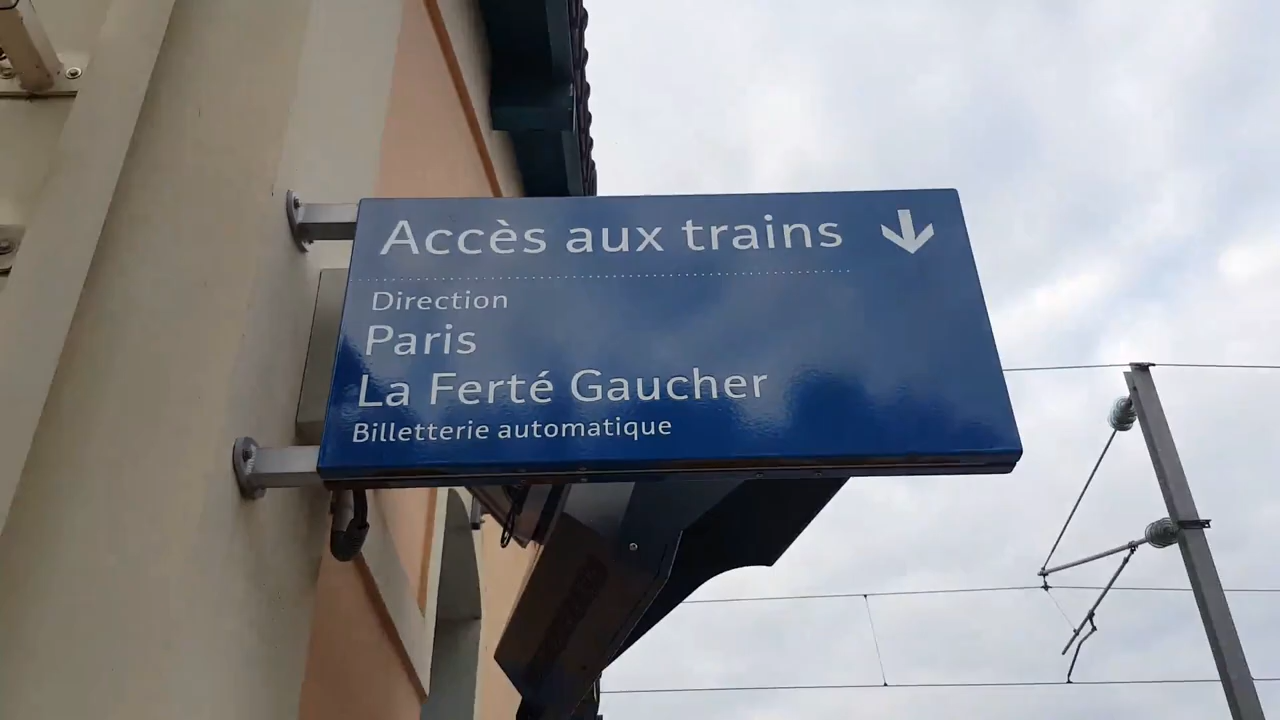 Accès aux trains
Direction
Paris
La Ferté Gaucher
Billetterie automatique